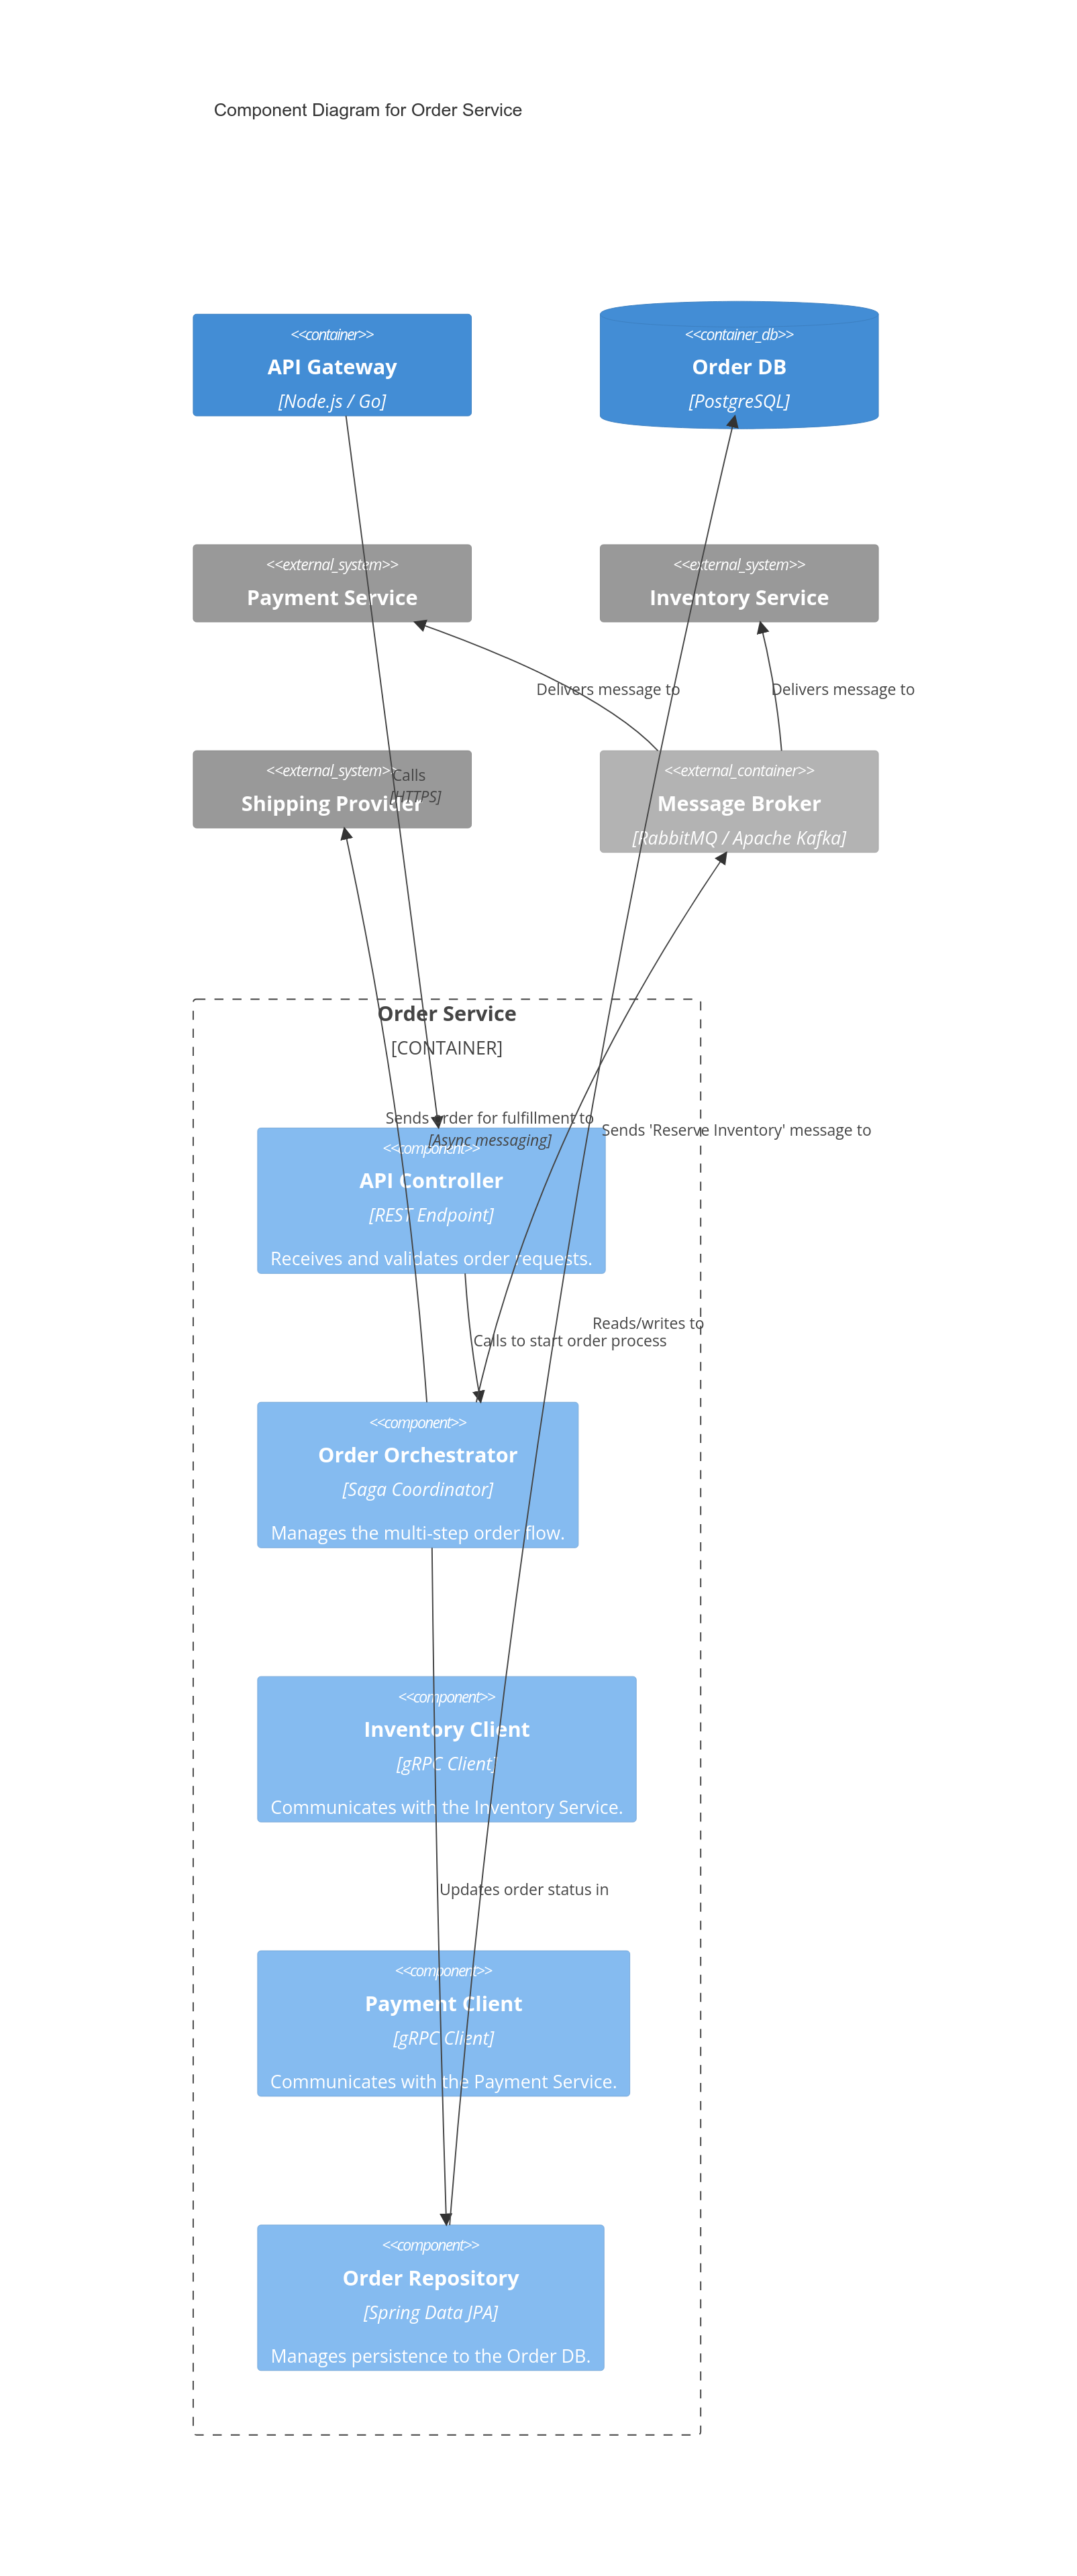 Component Diagram for Order Service
<<container>>
API Gateway
[Node.js / Go]
<<container_db>>
Order DB
[PostgreSQL]
<<external_system>>
Payment Service
<<external_system>>
Inventory Service
Delivers message to
Delivers message to
<<external_system>>
Shipping Provider
<<external_container>>
Message Broker
[RabbitMQ / Apache Kafka]
Calls
[HTTPS]
Order Service
[CONTAINER]
Sends order for fulfillment to
[Async messaging]
Sends 'Reserve Inventory' message to
<<component>>
API Controller
[REST Endpoint]
Receives and validates order requests.
Reads/writes to
Calls to start order process
<<component>>
Order Orchestrator
[Saga Coordinator]
Manages the multi-step order flow.
<<component>>
Inventory Client
[gRPC Client]
Communicates with the Inventory Service.
Updates order status in
<<component>>
Payment Client
[gRPC Client]
Communicates with the Payment Service.
<<component>>
Order Repository
[Spring Data JPA]
Manages persistence to the Order DB.